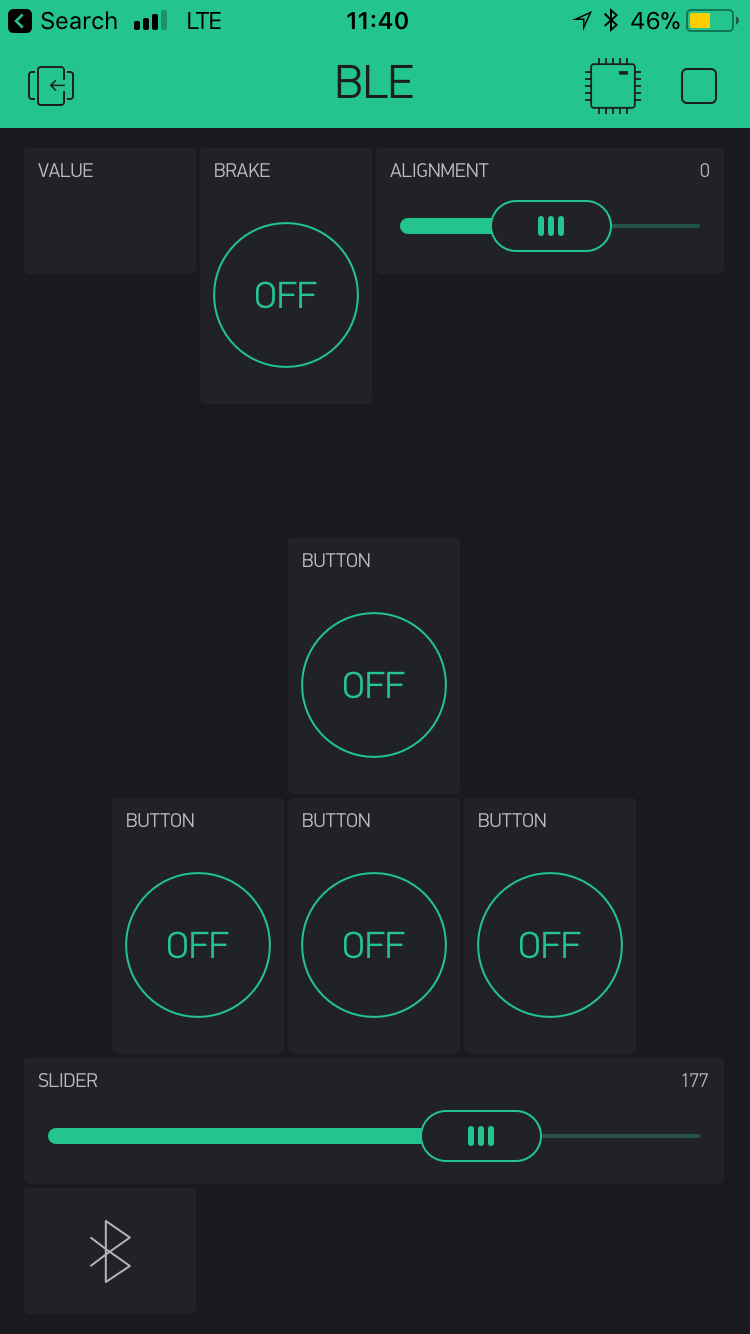 Search LTE 11:40 46%
BLE
VALUE BRAKE ALIGNMENT 0
OFF
BUTTON
OFF
BUTTON BUTTON BUTTON
OFF OFF OFF
SLIDER 177